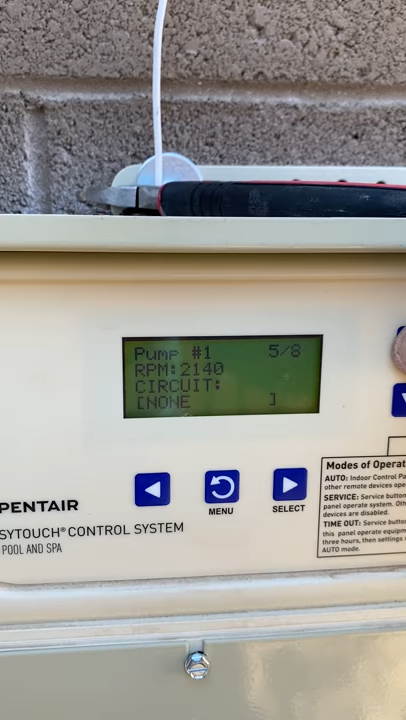 Pump #1 5/8
RPM:2140
CIRCUIT:
[NONE ]
MENU
SELECT
PENTAIR
SYTOUCH® CONTROL SYSTEM
POOL AND SPA
Modes of Operat
AUTO: Indoor Control Pa
other remote devices ope
SERVICE: Service button
panel operate system. Oth
devices are disabled.
TIME OUT: Service button
this panel operate equipm
three hours, then settings
AUTO mode.